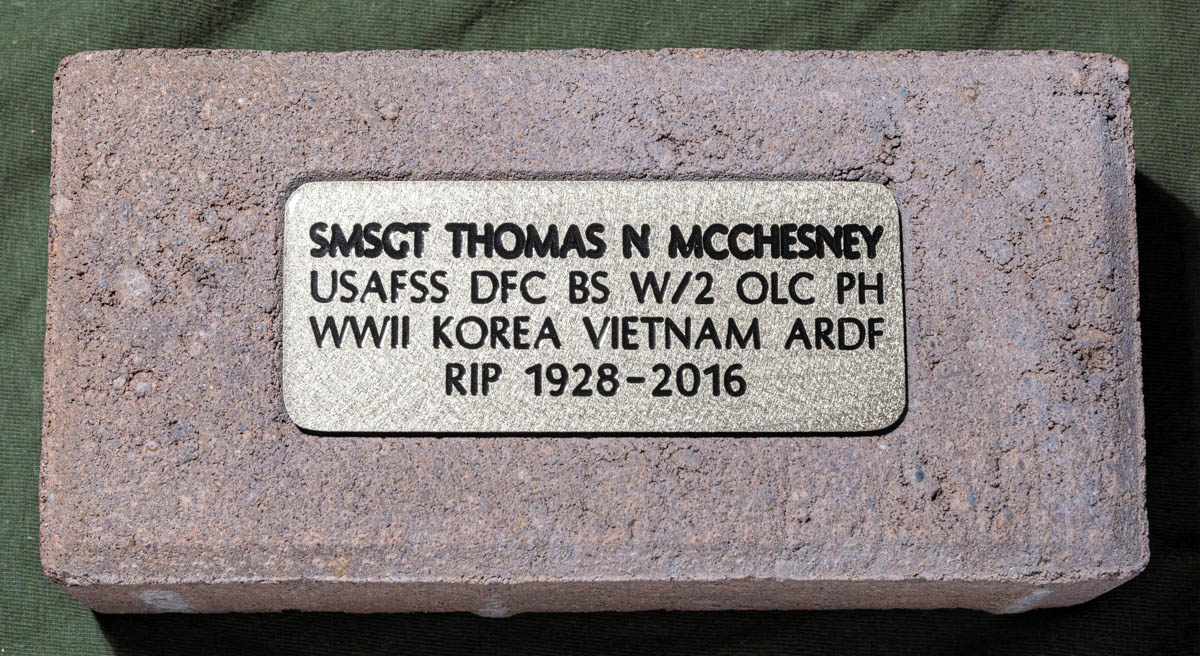 SMSGT THOMAS N MCCHESNEY
USAFSS DFC BS W/2 OLC PH
WWII KOREA VIETNAM ARDF
RIP 1928-2016